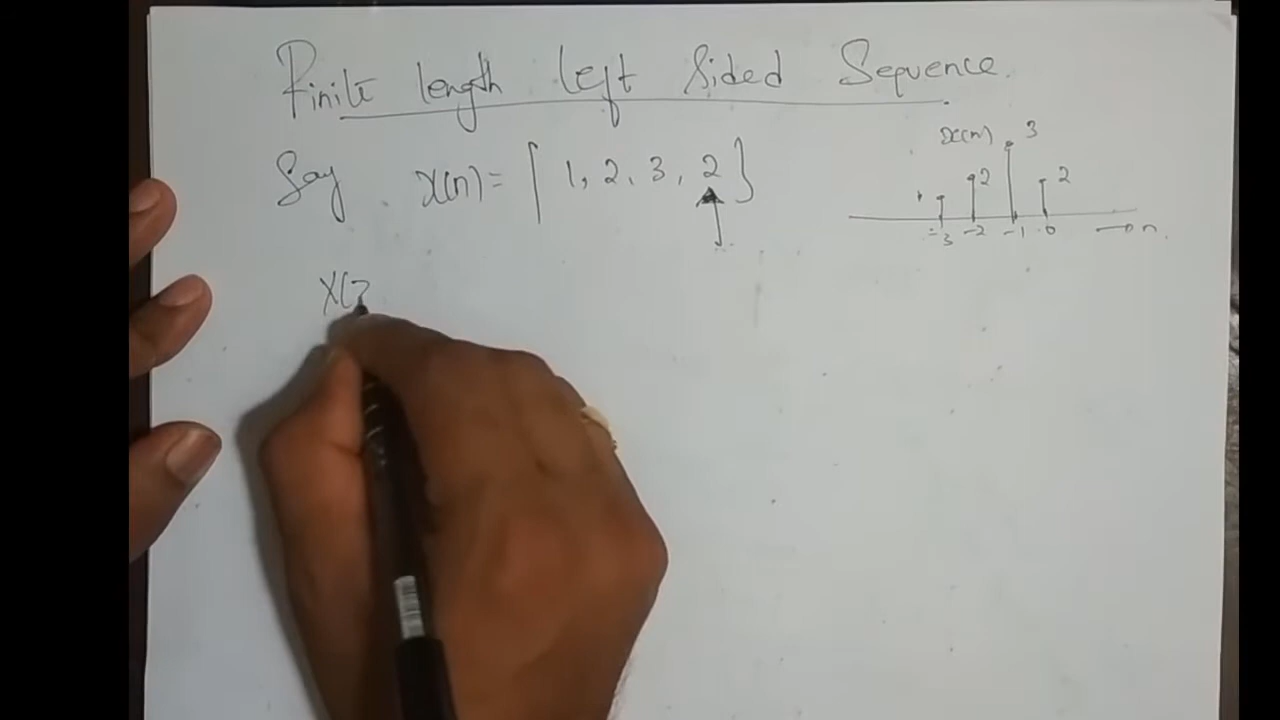 Finite length left sided Sequence.
Say x(n) = { 1, 2, 3, 2 }
x(n) 3
2 2
-3 -2 -1 0 n
X(z